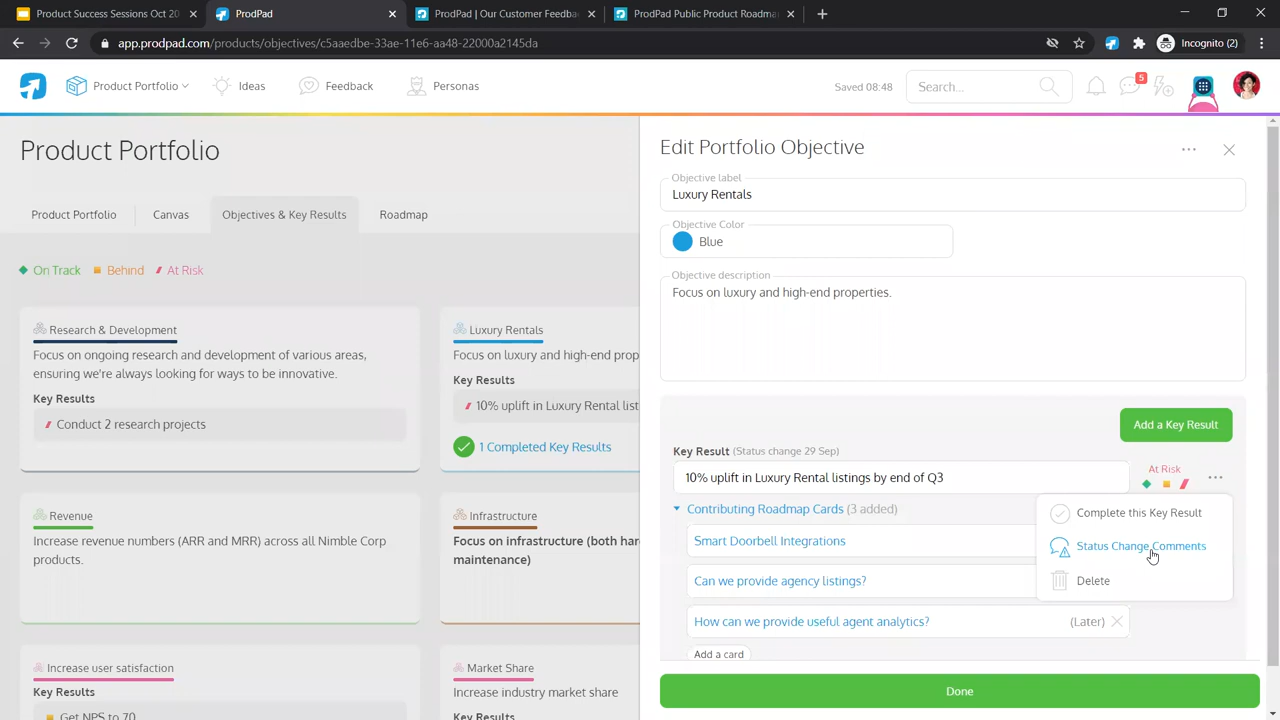 Product Success Sessions Oct 20
ProdPad
ProdPad | Our Customer Feedba
ProdPad Public Product Roadma
app.prodpad.com/products/objectives/c5aaedbe-33ae-11e6-aa48-22000a2145da
Incognito (2)
Product Portfolio
Ideas
Feedback
Personas
Saved 08:48
Search...
5
Product Portfolio
Product Portfolio
Canvas
Objectives & Key Results
Roadmap
On Track
Behind
At Risk
Research & Development
Focus on ongoing research and development of various areas,
ensuring we're always looking for ways to be innovative.
Key Results
Conduct 2 research projects
Luxury Rentals
Focus on luxury and high-end prop
Key Results
10% uplift in Luxury Rental list
1 Completed Key Results
Revenue
Increase revenue numbers (ARR and MRR) across all Nimble Corp
products.
Infrastructure
Focus on infrastructure (both har
maintenance)
Increase user satisfaction
Key Results
Get NPS to 70
Market Share
Increase industry market share
Key Results
Edit Portfolio Objective
Objective label
Luxury Rentals
Objective Color
Blue
Objective description
Focus on luxury and high-end properties.
Add a Key Result
Key Result (Status change 29 Sep)
10% uplift in Luxury Rental listings by end of Q3
At Risk
Contributing Roadmap Cards (3 added)
Smart Doorbell Integrations
Can we provide agency listings?
How can we provide useful agent analytics?
(Later)
Add a card
Complete this Key Result
Status Change Comments
Delete
Done